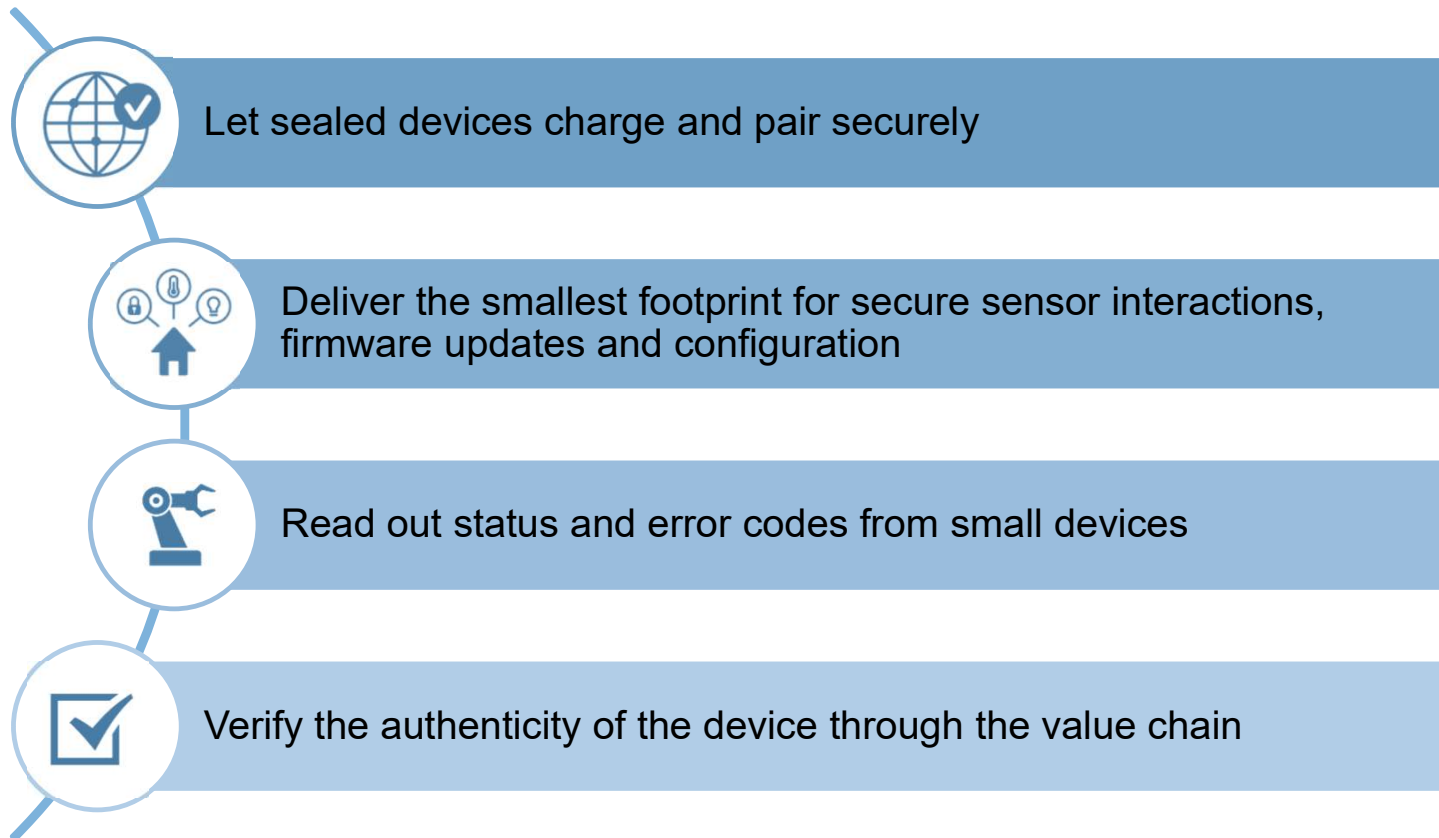 Let sealed devices charge and pair securely
Deliver the smallest footprint for secure sensor interactions,
firmware updates and configuration
Read out status and error codes from small devices
Verify the authenticity of the device through the value chain